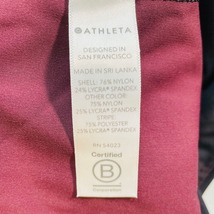 ATHLETA
DESIGNED IN
SAN FRANCISCO
MADE IN SRI LANKA
SHELL: 76% NYLON
24% LYCRA® SPANDEX
OTHER COLOR:
75% NYLON
25% LYCRA® SPANDEX
STRIPE:
75% POLYESTER
25% LYCRA® SPANDEX
Certified
B
Corporation